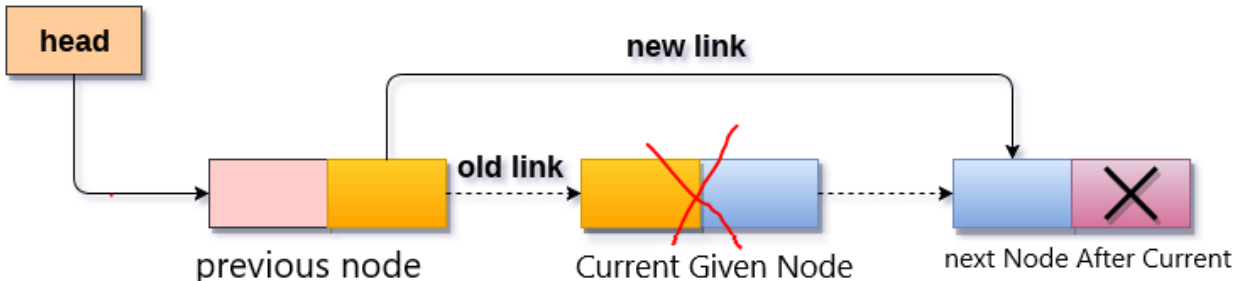 head
new link
old link
previous node
Current Given Node
next Node After Current